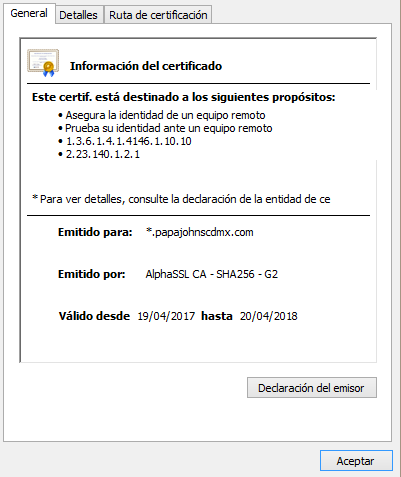 General Detalles Ruta de certificación
Información del certificado
Este certif. está destinado a los siguientes propósitos:
• Asegura la identidad de un equipo remoto
• Prueba su identidad ante un equipo remoto
• 1.3.6.1.4.1.4146.1.10.10
• 2.23.140.1.2.1
* Para ver detalles, consulte la declaración de la entidad de ce
Emitido para: *.papajohnscdmx.com
Emitido por: AlphaSSL CA - SHA256 - G2
Válido desde 19/04/2017 hasta 20/04/2018
Declaración del emisor
Aceptar